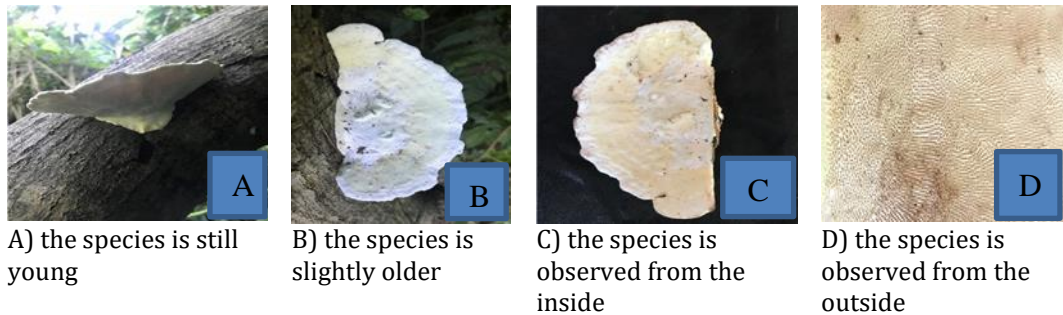 A
B
C
D
A) the species is still
young
B) the species is
slightly older
C) the species is
observed from the
inside
D) the species is
observed from the
outside